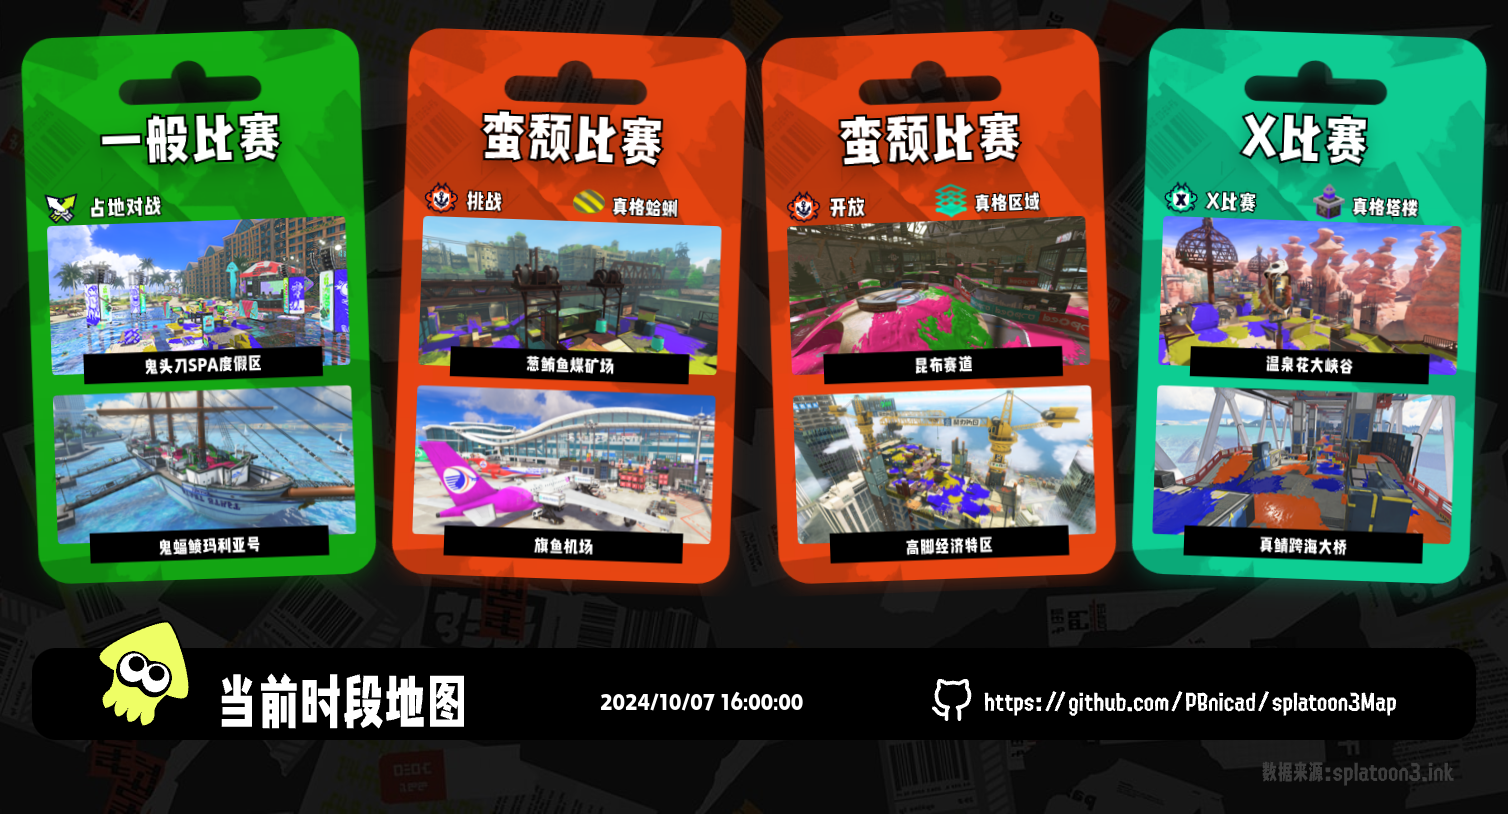 一般比赛
占地对战
鬼头刀SPA度假区
鬼蝠鲼玛利亚号
蛮颓比赛
挑战
真格蛤蜊
葱鲔鱼煤矿场
旗鱼机场
蛮颓比赛
开放
真格区域
昆布赛道
高脚经济特区
X比赛
X比赛
真格塔楼
温泉花大峡谷
真鲭跨海大桥
当前时段地图
2024/10/07 16:00:00
https://github.com/PBnicad/splatoon3Map
数据来源:splatoon3.ink